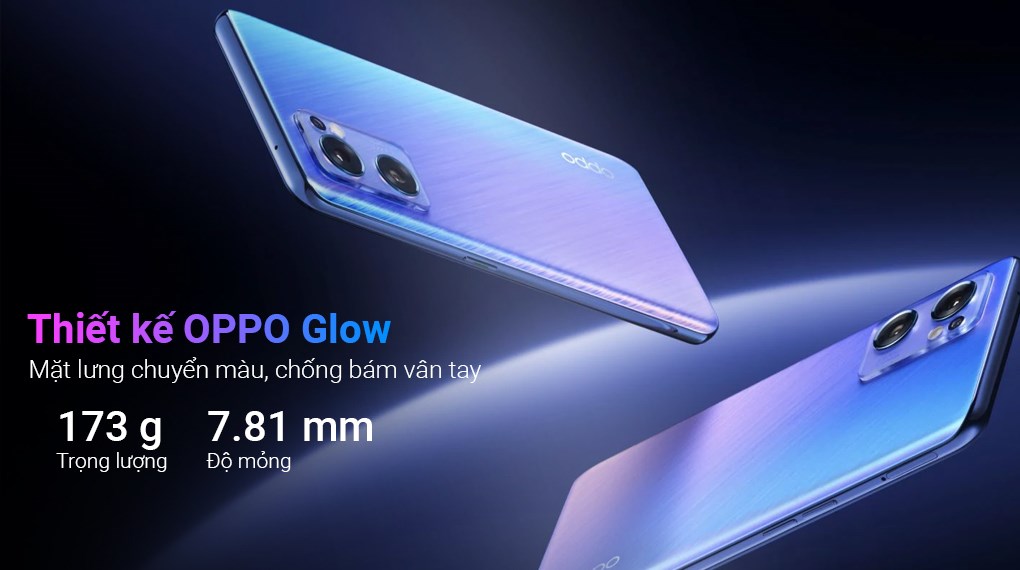 oppo
Thiết kế OPPO Glow
Mặt lưng chuyển màu, chống bám vân tay
173 g 7.81 mm
Trọng lượng Độ mỏng